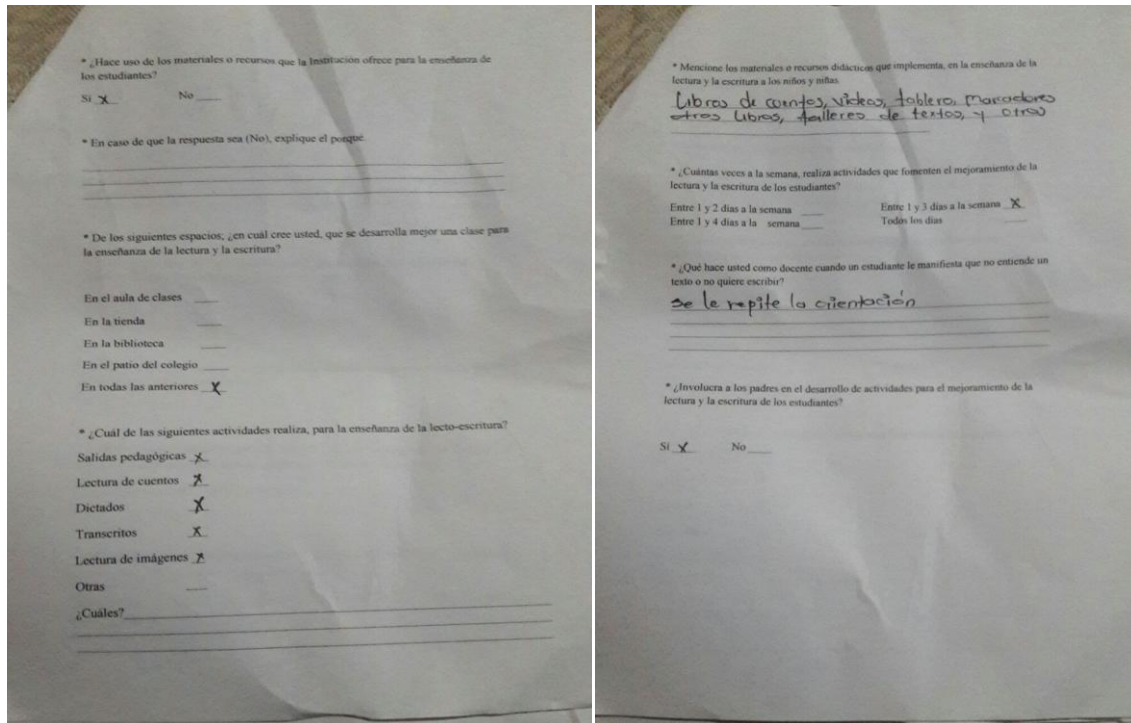 * ¿Hace uso de los materiales o recursos que la Institución ofrece para la enseñanza de
los estudiantes?
Si X No ____
* En caso de que la respuesta sea (No), explique el porque
* De los siguientes espacios; ¿en cuál cree usted, que se desarrolla mejor una clase para
la enseñanza de la lectura y la escritura?
En el aula de clases ____
En la tienda ____
En la biblioteca ____
En el patio del colegio ____
En todas las anteriores X
* ¿Cuál de las siguientes actividades realiza, para la enseñanza de la lecto-escritura?
Salidas pedagógicas X
Lectura de cuentos X
Dictados X
Transcritos X
Lectura de imágenes X
Otras ____
¿Cuáles?____
* Mencione los materiales o recursos didácticos que implementa, en la enseñanza de la
lectura y la escritura a los niños y niñas.
Libros de cuentos, videos, tablero, marcadores
otros libros, talleres de textos, y otros
* ¿Cuántas veces a la semana, realiza actividades que fomenten el mejoramiento de la
lectura y la escritura de los estudiantes?
Entre 1 y 2 días a la semana ____ Entre 1 y 3 días a la semana X
Entre 1 y 4 días a la semana ____ Todos los días ____
* ¿Qué hace usted como docente cuando un estudiante le manifiesta que no entiende un
texto o no quiere escribir?
se le repite la orientación
* ¿Involucra a los padres en el desarrollo de actividades para el mejoramiento de la
lectura y la escritura de los estudiantes?
Si X No ____